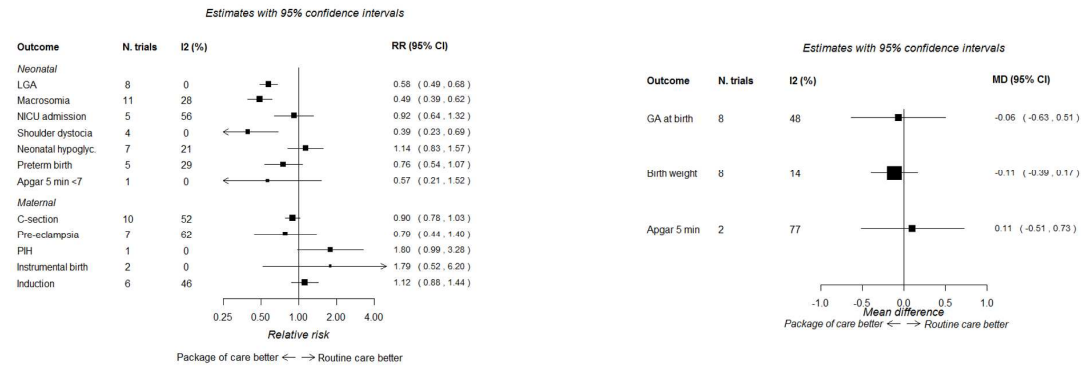 Estimates with 95% confidence intervals
Outcome N. trials I2 (%) RR (95% CI)
Neonatal
LGA 8 0 0.58 (0.49 , 0.68)
Macrosomia 11 28 0.49 (0.39 , 0.62)
NICU admission 5 56 0.92 (0.64 , 1.32)
Shoulder dystocia 4 0 0.39 (0.23 , 0.69)
Neonatal hypoglyc. 7 21 1.14 (0.83 , 1.57)
Preterm birth 5 29 0.76 (0.54 , 1.07)
Apgar 5 min <7 1 0 0.57 (0.21 , 1.52)
Maternal
C-section 10 52 0.90 (0.78 , 1.03)
Pre-eclampsia 7 62 0.79 (0.44 , 1.40)
PIH 1 0 1.80 (0.99 , 3.28)
Instrumental birth 2 0 1.79 (0.52 , 6.20)
Induction 6 46 1.12 (0.88 , 1.44)
0.25 0.50 1.00 2.00 4.00
Relative risk
Package of care better ← → Routine care better
Estimates with 95% confidence intervals
Outcome N. trials I2 (%) MD (95% CI)
GA at birth 8 48 -0.06 (-0.63 , 0.51)
Birth weight 8 14 -0.11 (-0.39 , 0.17)
Apgar 5 min 2 77 0.11 (-0.51 , 0.73)
-1.0 -0.5 0.0 0.5 1.0
Mean difference
Package of care better ← → Routine care better